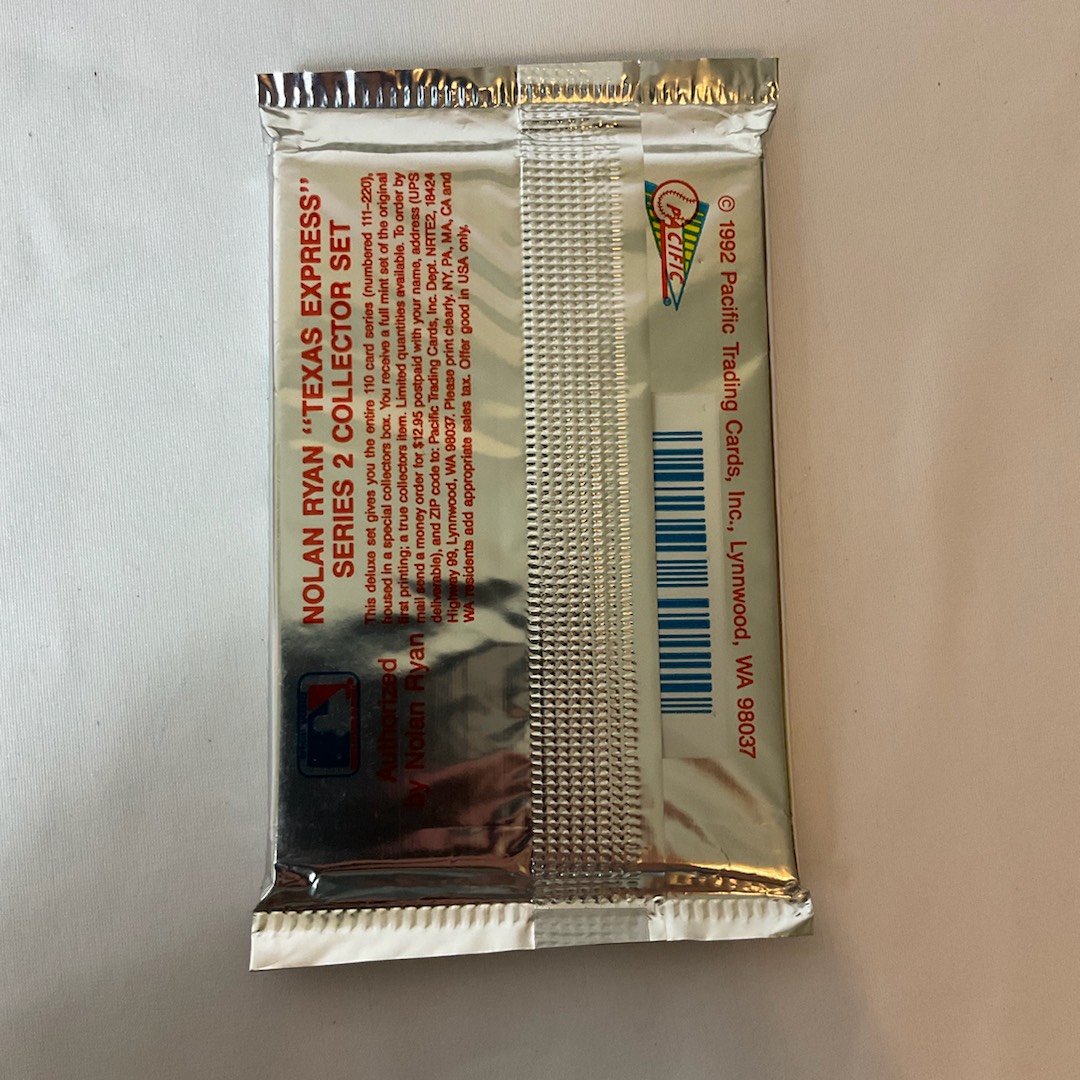 NOLAN RYAN “TEXAS EXPRESS”
SERIES 2 COLLECTOR SET
This deluxe set gives you the entire 110 card series (numbered 111–220),
housed in a special collectors box. You receive a full mint set of the original
first printing; a true collectors item. Limited quantities available. To order by
mail send a money order for $12.95 postpaid with your name, address (UPS
deliverable), and ZIP code to: Pacific Trading Cards, Inc. Dept. NRTE2, 18424
Highway 99, Lynnwood, WA 98037. Please print clearly. NY, PA, MA, CA and
WA residents add appropriate sales tax. Offer good in USA only.
Authorized
by Nolan Ryan
PACIFIC®
© 1992 Pacific Trading Cards, Inc., Lynnwood, WA 98037